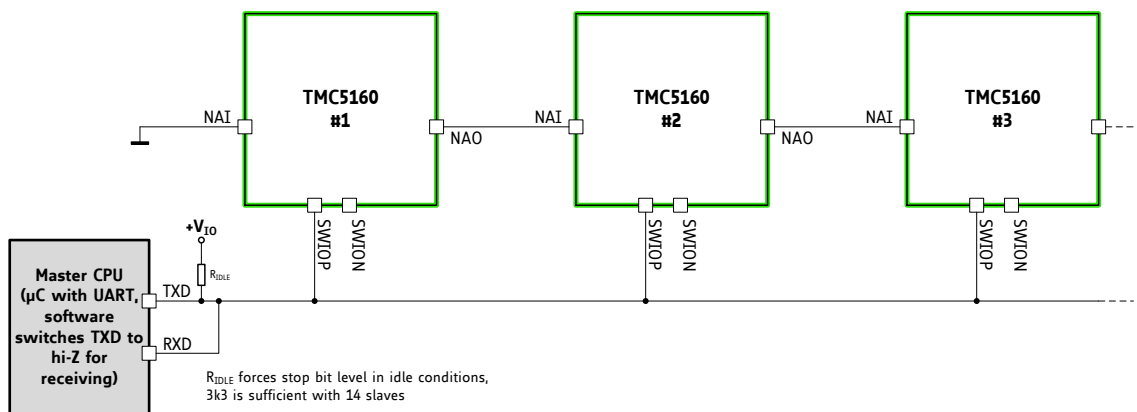 TMC5160
#1
TMC5160
#2
TMC5160
#3
NAI
NAO
NAI
NAO
NAI
SWIOP
SWION
SWIOP
SWION
SWIOP
SWION
+VIO
RIDLE
Master CPU
(µC with UART,
software
switches TXD to
hi-Z for
receiving)
TXD
RXD
RIDLE forces stop bit level in idle conditions,
3k3 is sufficient with 14 slaves